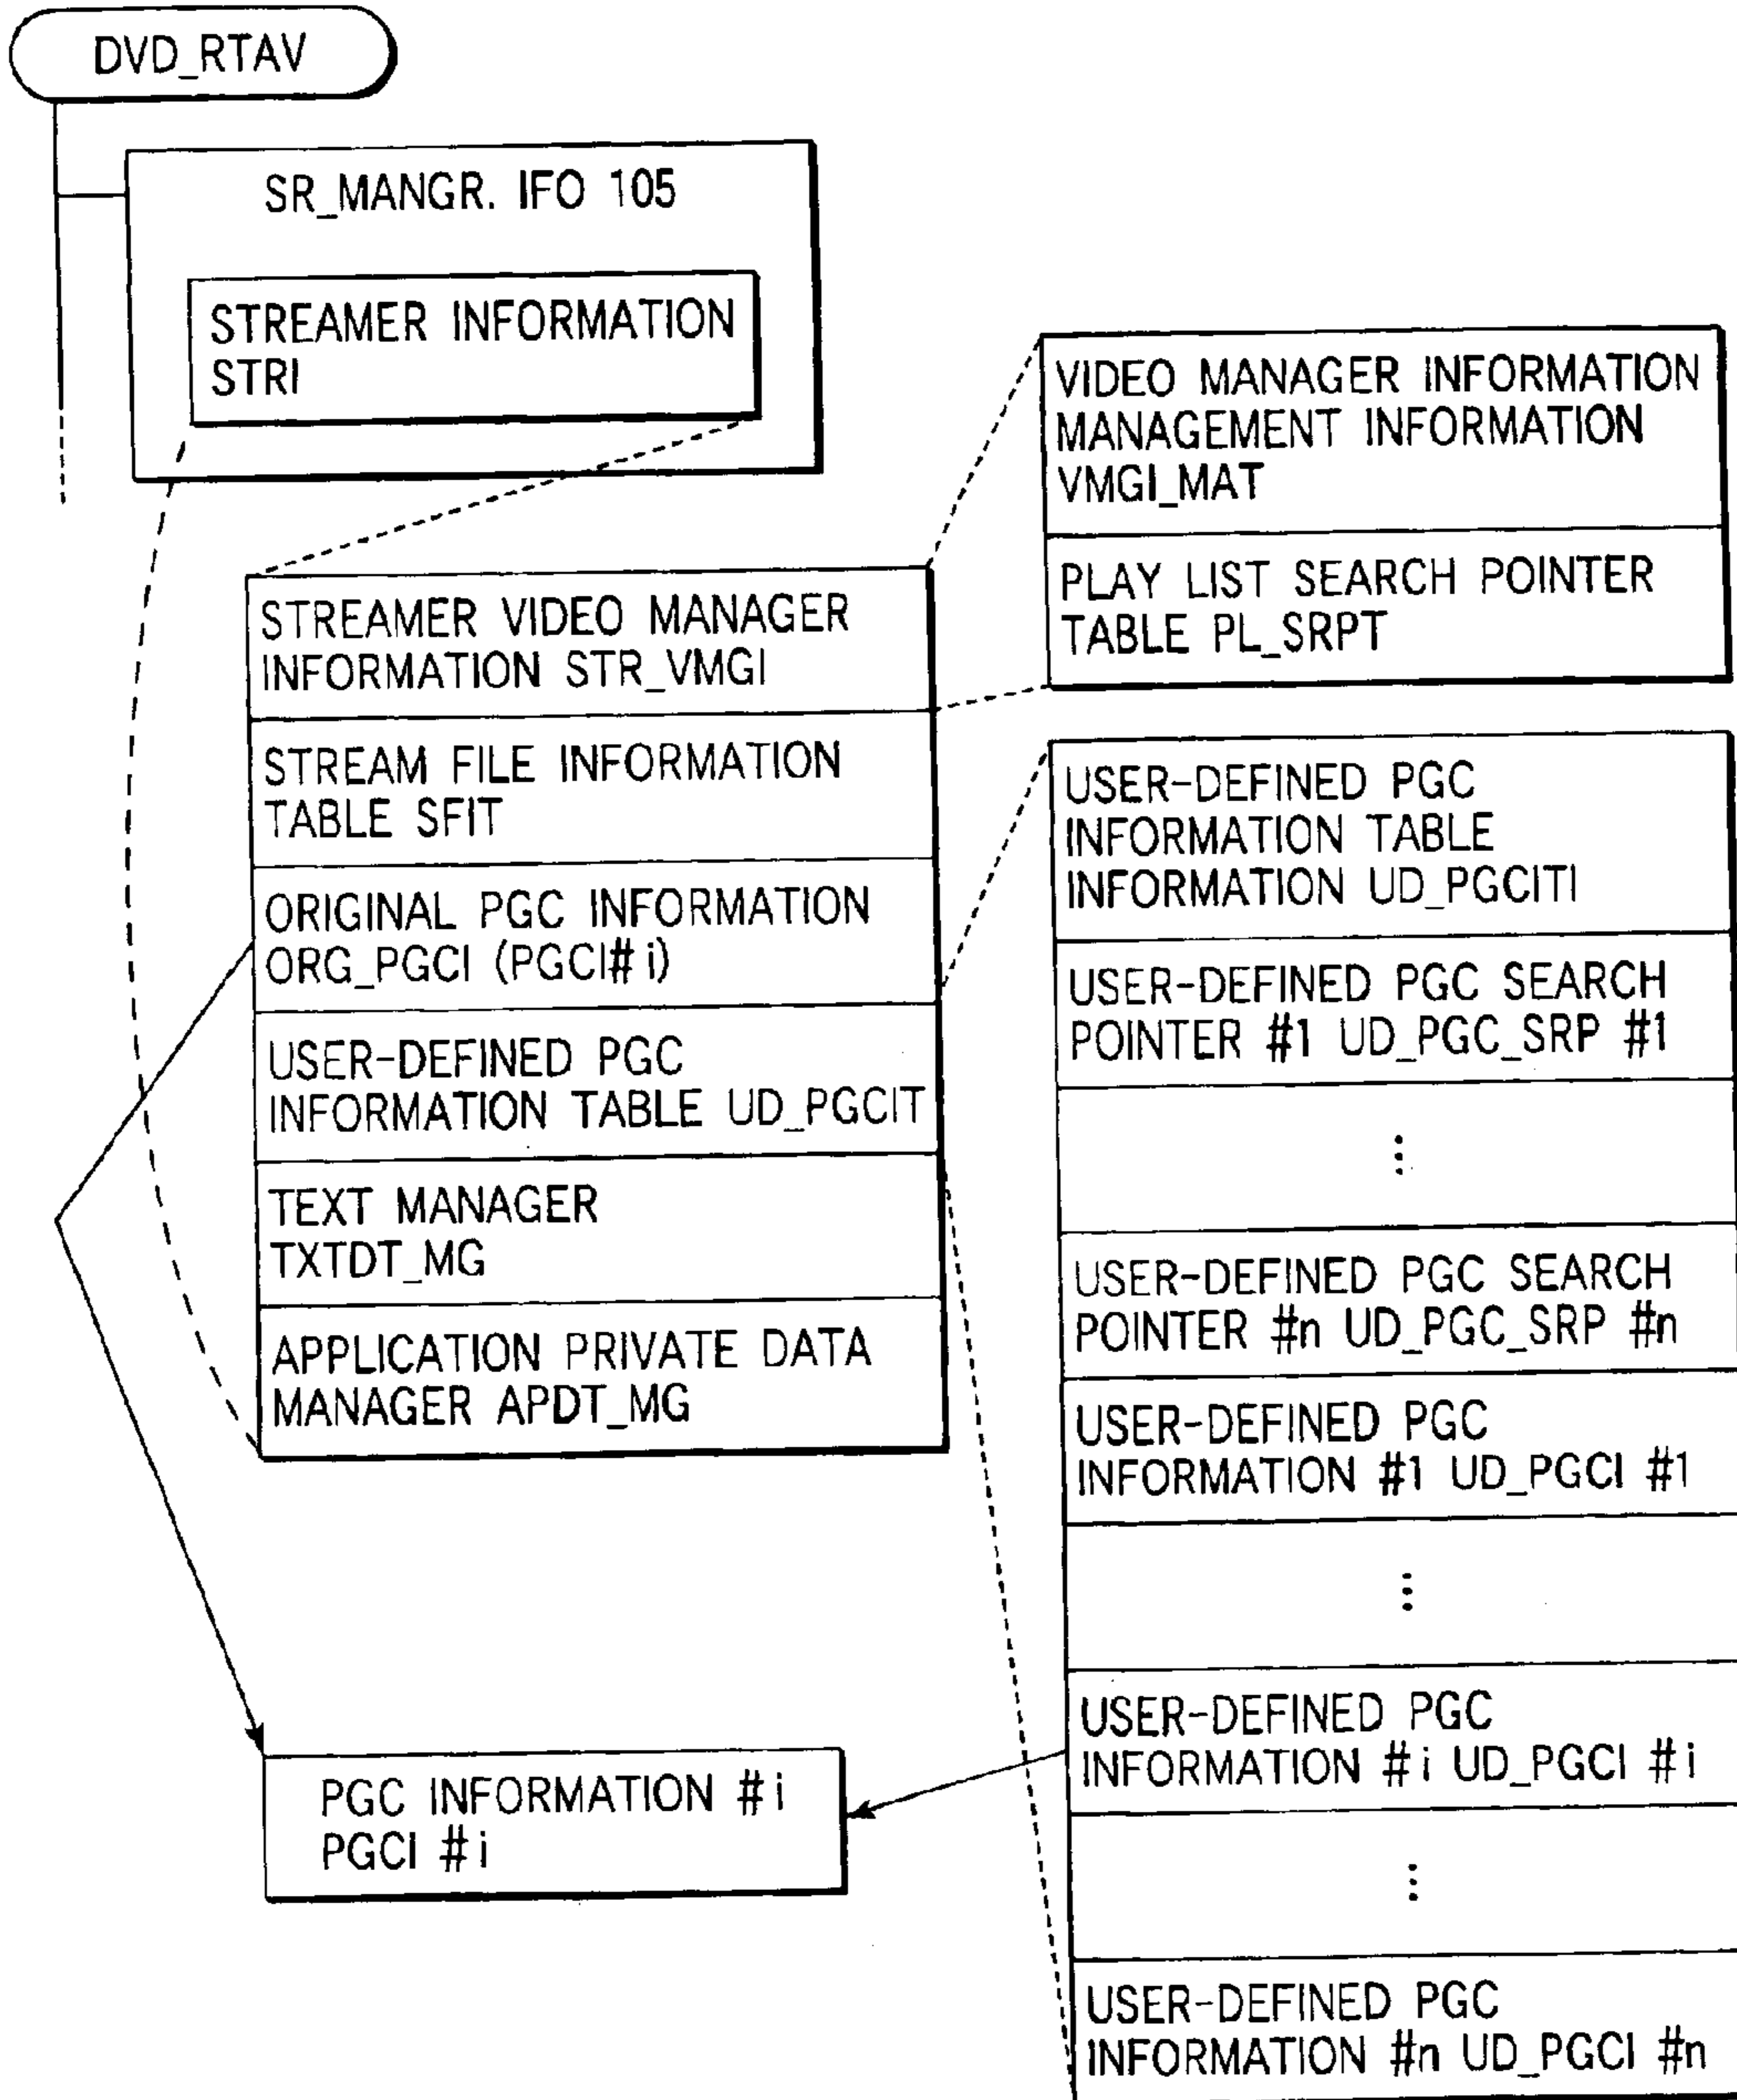 DVD_RTAV
SR_MANGR. IFO 105
STREAMER INFORMATION
STRI
STREAMER VIDEO MANAGER
INFORMATION STR_VMGI
STREAM FILE INFORMATION
TABLE SFIT
ORIGINAL PGC INFORMATION
ORG_PGCI (PGCI# i)
USER-DEFINED PGC
INFORMATION TABLE UD_PGCIT
TEXT MANAGER
TXTDT_MG
APPLICATION PRIVATE DATA
MANAGER APDT_MG
PGC INFORMATION # i
PGCI # i
VIDEO MANAGER INFORMATION
MANAGEMENT INFORMATION
VMGI_MAT
PLAY LIST SEARCH POINTER
TABLE PL_SRPT
USER-DEFINED PGC
INFORMATION TABLE
INFORMATION UD_PGCITI
USER-DEFINED PGC SEARCH
POINTER #1 UD_PGC_SRP #1
⋮
USER-DEFINED PGC SEARCH
POINTER #n UD_PGC_SRP #n
USER-DEFINED PGC
INFORMATION #1 UD_PGCI #1
⋮
USER-DEFINED PGC
INFORMATION # i UD_PGCI # i
⋮
USER-DEFINED PGC
INFORMATION #n UD_PGCI #n